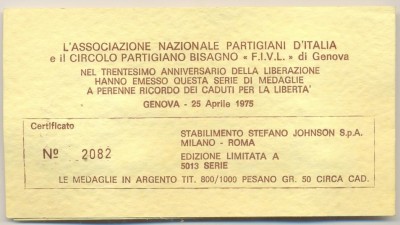 L'ASSOCIAZIONE NAZIONALE PARTIGIANI D'ITALIA
e il CIRCOLO PARTIGIANO BISAGNO « F.I.V.L. » di Genova
NEL TRENTESIMO ANNIVERSARIO DELLA LIBERAZIONE
HANNO EMESSO QUESTA SERIE DI MEDAGLIE
A PERENNE RICORDO DEI CADUTI PER LA LIBERTA'
GENOVA - 25 Aprile 1975
Certificato
Nº 2082
STABILIMENTO STEFANO JOHNSON S.p.A.
MILANO - ROMA
EDIZIONE LIMITATA A
5013 SERIE
LE MEDAGLIE IN ARGENTO TIT. 800/1000 PESANO GR. 50 CIRCA CAD.